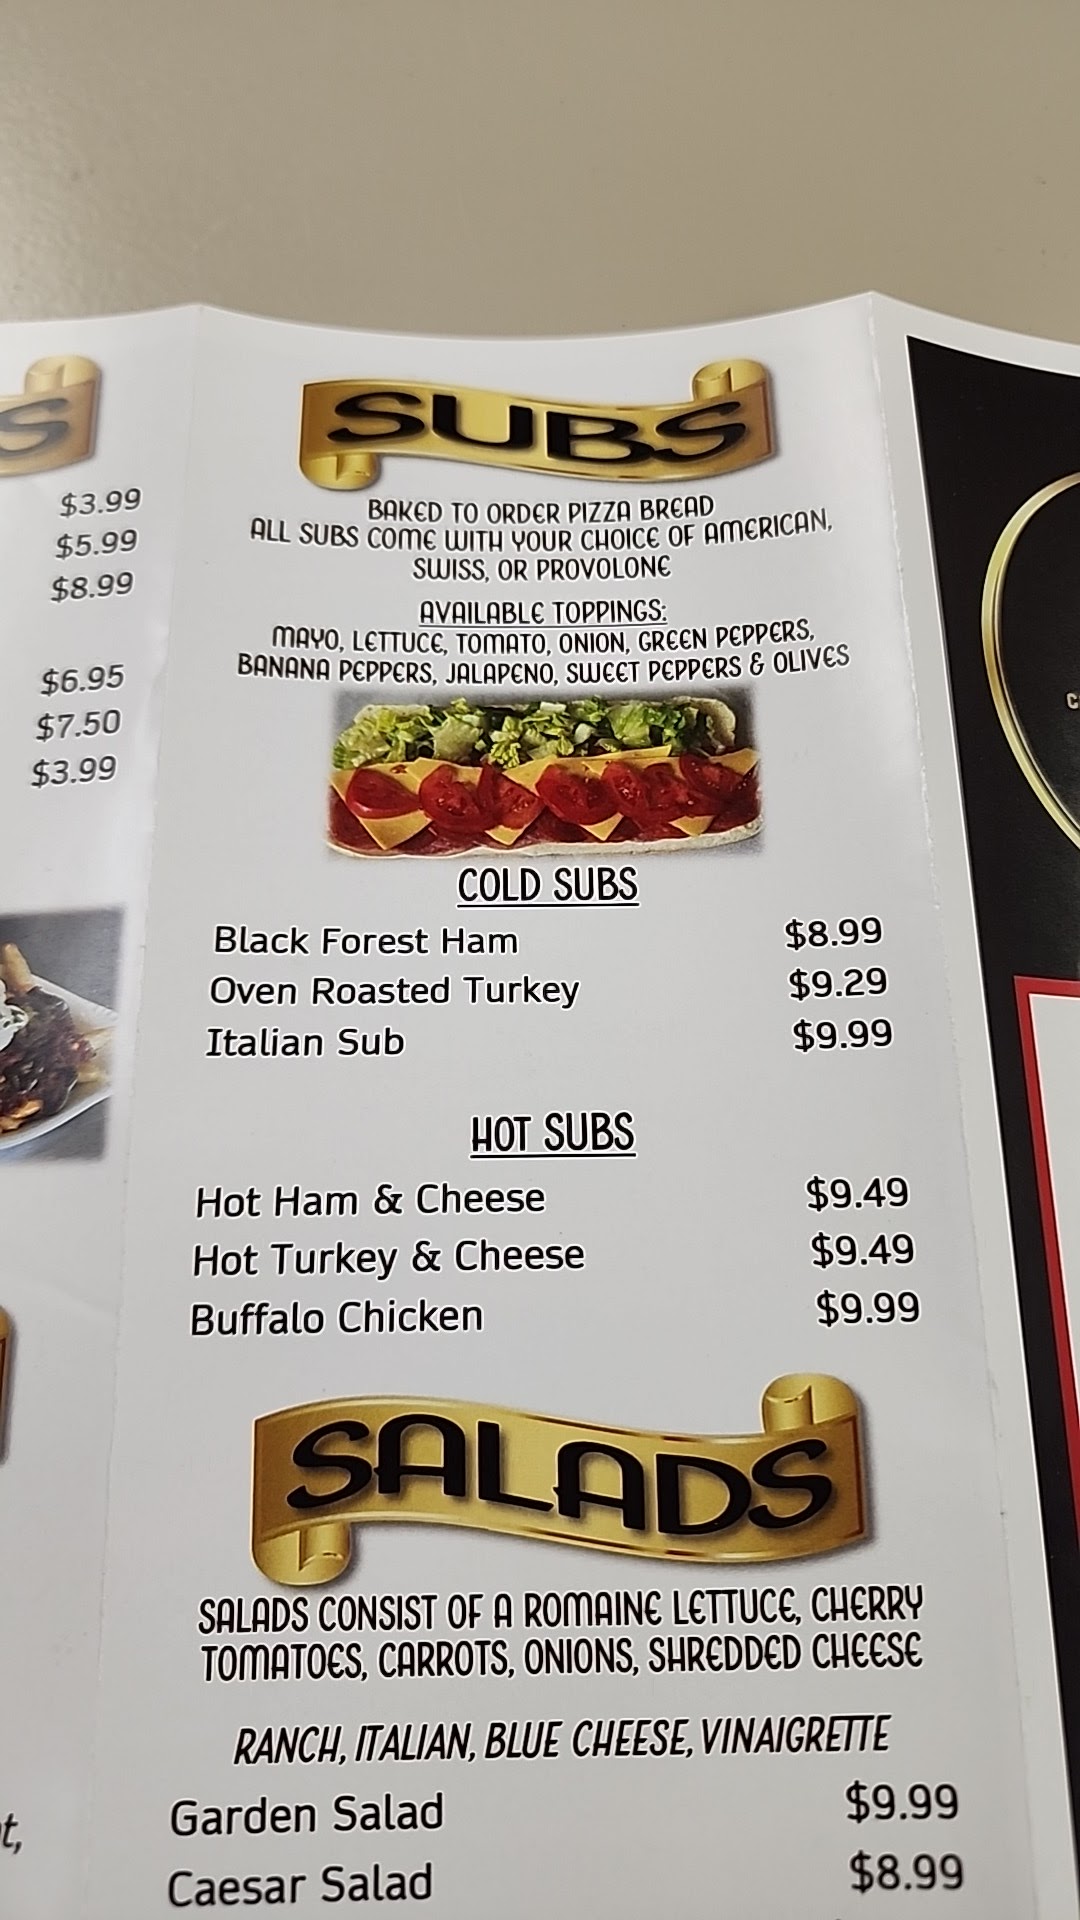 S
$3.99
$5.99
$8.99
$6.95
$7.50
$3.99
t,
SUBS
BAKED TO ORDER PIZZA BREAD
ALL SUBS COME WITH YOUR CHOICE OF AMERICAN,
SWISS, OR PROVOLONE
AVAILABLE TOPPINGS:
MAYO, LETTUCE, TOMATO, ONION, GREEN PEPPERS,
BANANA PEPPERS, JALAPENO, SWEET PEPPERS & OLIVES
COLD SUBS
Black Forest Ham $8.99
Oven Roasted Turkey $9.29
Italian Sub $9.99
HOT SUBS
Hot Ham & Cheese $9.49
Hot Turkey & Cheese $9.49
Buffalo Chicken $9.99
SALADS
SALADS CONSIST OF A ROMAINE LETTUCE, CHERRY
TOMATOES, CARROTS, ONIONS, SHREDDED CHEESE
RANCH, ITALIAN, BLUE CHEESE, VINAIGRETTE
Garden Salad $9.99
Caesar Salad $8.99
C